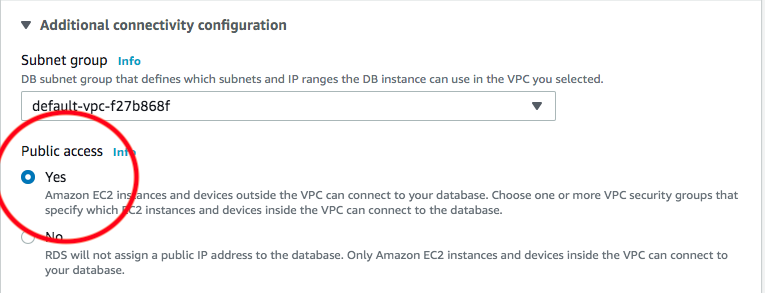 Additional connectivity configuration
Subnet group Info
DB subnet group that defines which subnets and IP ranges the DB instance can use in the VPC you selected.
default-vpc-f27b868f
Public access Info
Yes
Amazon EC2 instances and devices outside the VPC can connect to your database. Choose one or more VPC security groups that
specify which EC2 instances and devices inside the VPC can connect to the database.
No
RDS will not assign a public IP address to the database. Only Amazon EC2 instances and devices inside the VPC can connect to
your database.